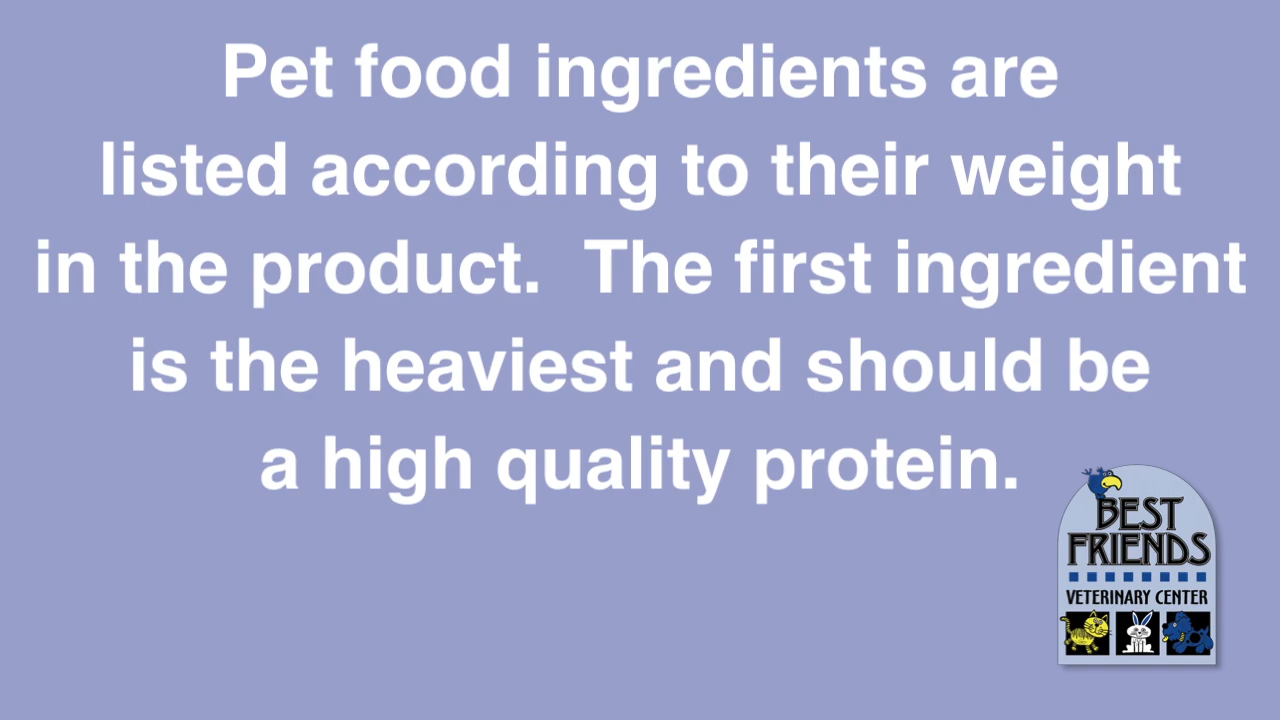 Pet food ingredients are
listed according to their weight
in the product.  The first ingredient
is the heaviest and should be
a high quality protein.
BEST
FRIENDS
VETERINARY CENTER